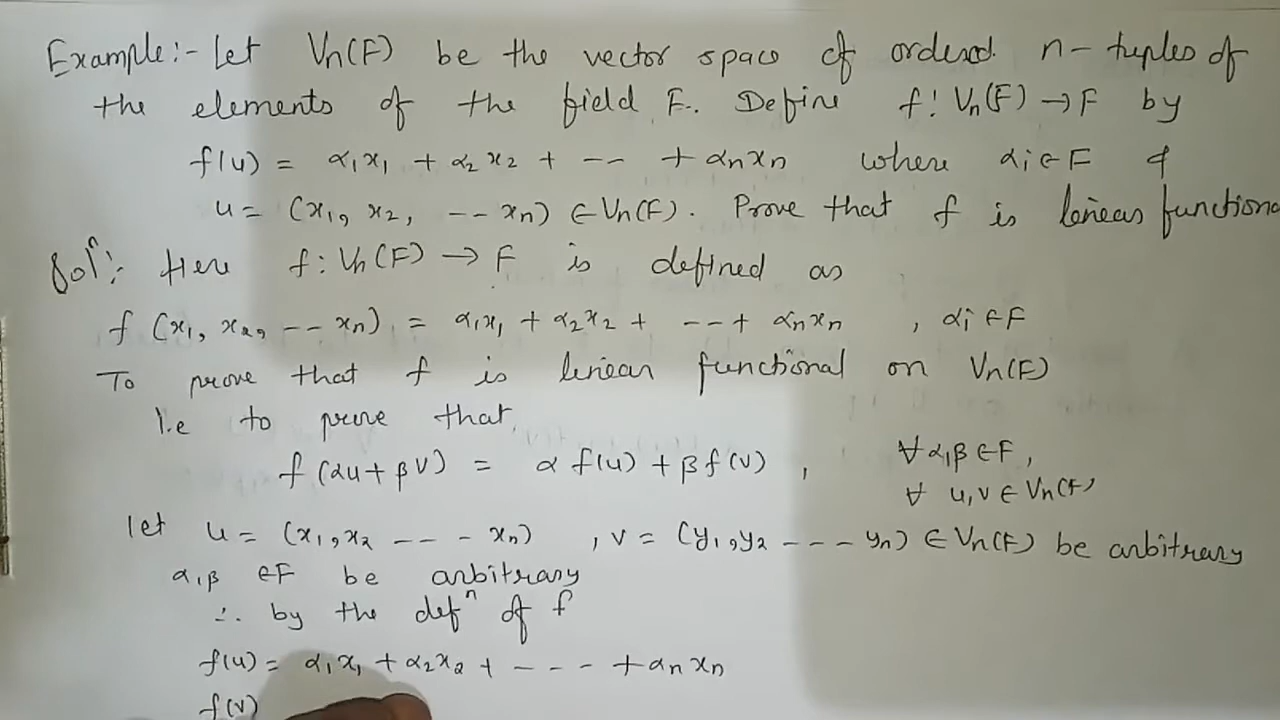 Example:- Let Vn(F) be the vector space of ordered n-tuples of
the elements of the field F. Define f: Vn(F) → F by
f(u) = α₁x₁ + α₂x₂ + -- + αnxn where αi ∈ F &
u = (x₁, x₂, -- xn) ∈ Vn(F). Prove that f is linear functiona
Solⁿ:- Here f: Vn(F) → F is defined as
f (x₁, x₂, -- xn) = α₁x₁ + α₂x₂ + --+ αnxn , αi ∈ F
To prove that f is linear functional on Vn(F)
I.e to prove that,
f(αu + βv) = α f(u) + β f(v) , ∀ α,β ∈ F,
∀ u,v ∈ Vn(F)
let u = (x₁, x₂ --- xn) , v = (y₁, y₂ --- yn) ∈ Vn(F) be arbitrary
α,β ∈F be arbitrary
∴ by the defⁿ of f
f(u) = α₁x₁ + α₂x₂ + --- + αnxn
f(v)